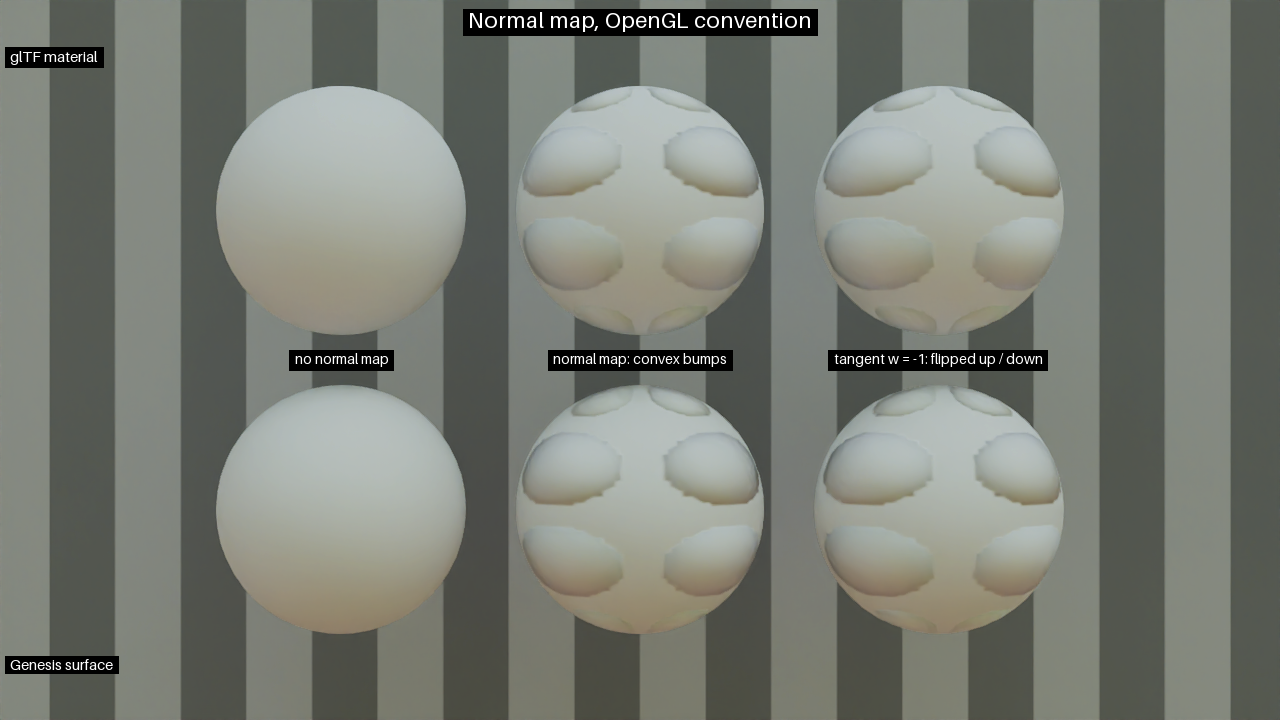 Normal map, OpenGL convention
glTF material
no normal map
normal map: convex bumps
tangent w = -1: flipped up / down
Genesis surface